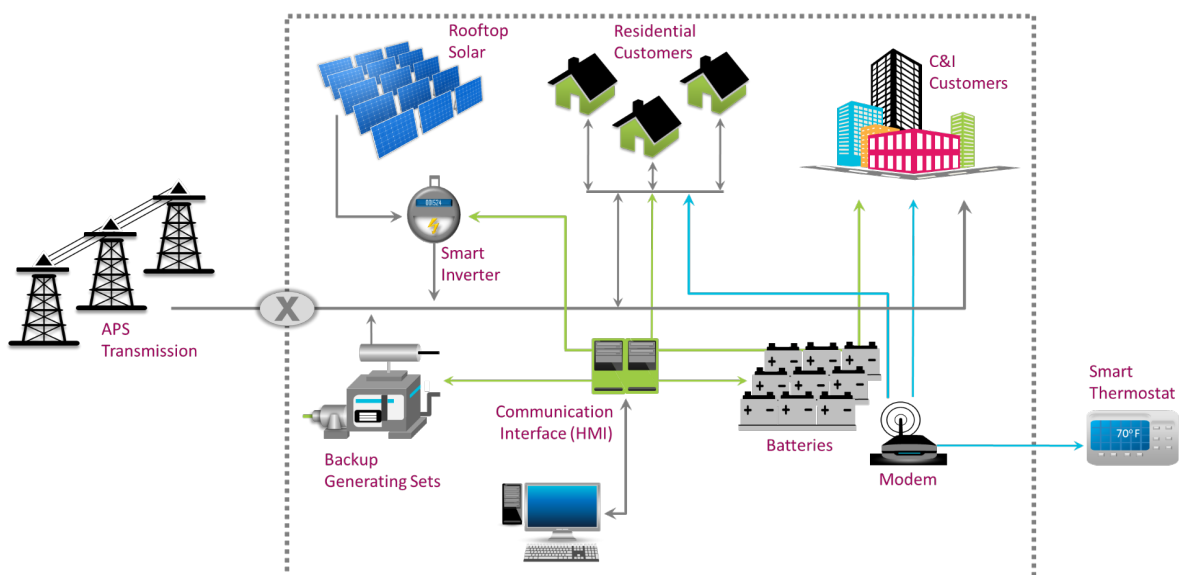 Rooftop
Solar
Residential
Customers
C&I
Customers
00524
Smart
Inverter
APS
Transmission
X
Communication
Interface (HMI)
Backup
Generating Sets
Batteries
Modem
Smart
Thermostat
70° F